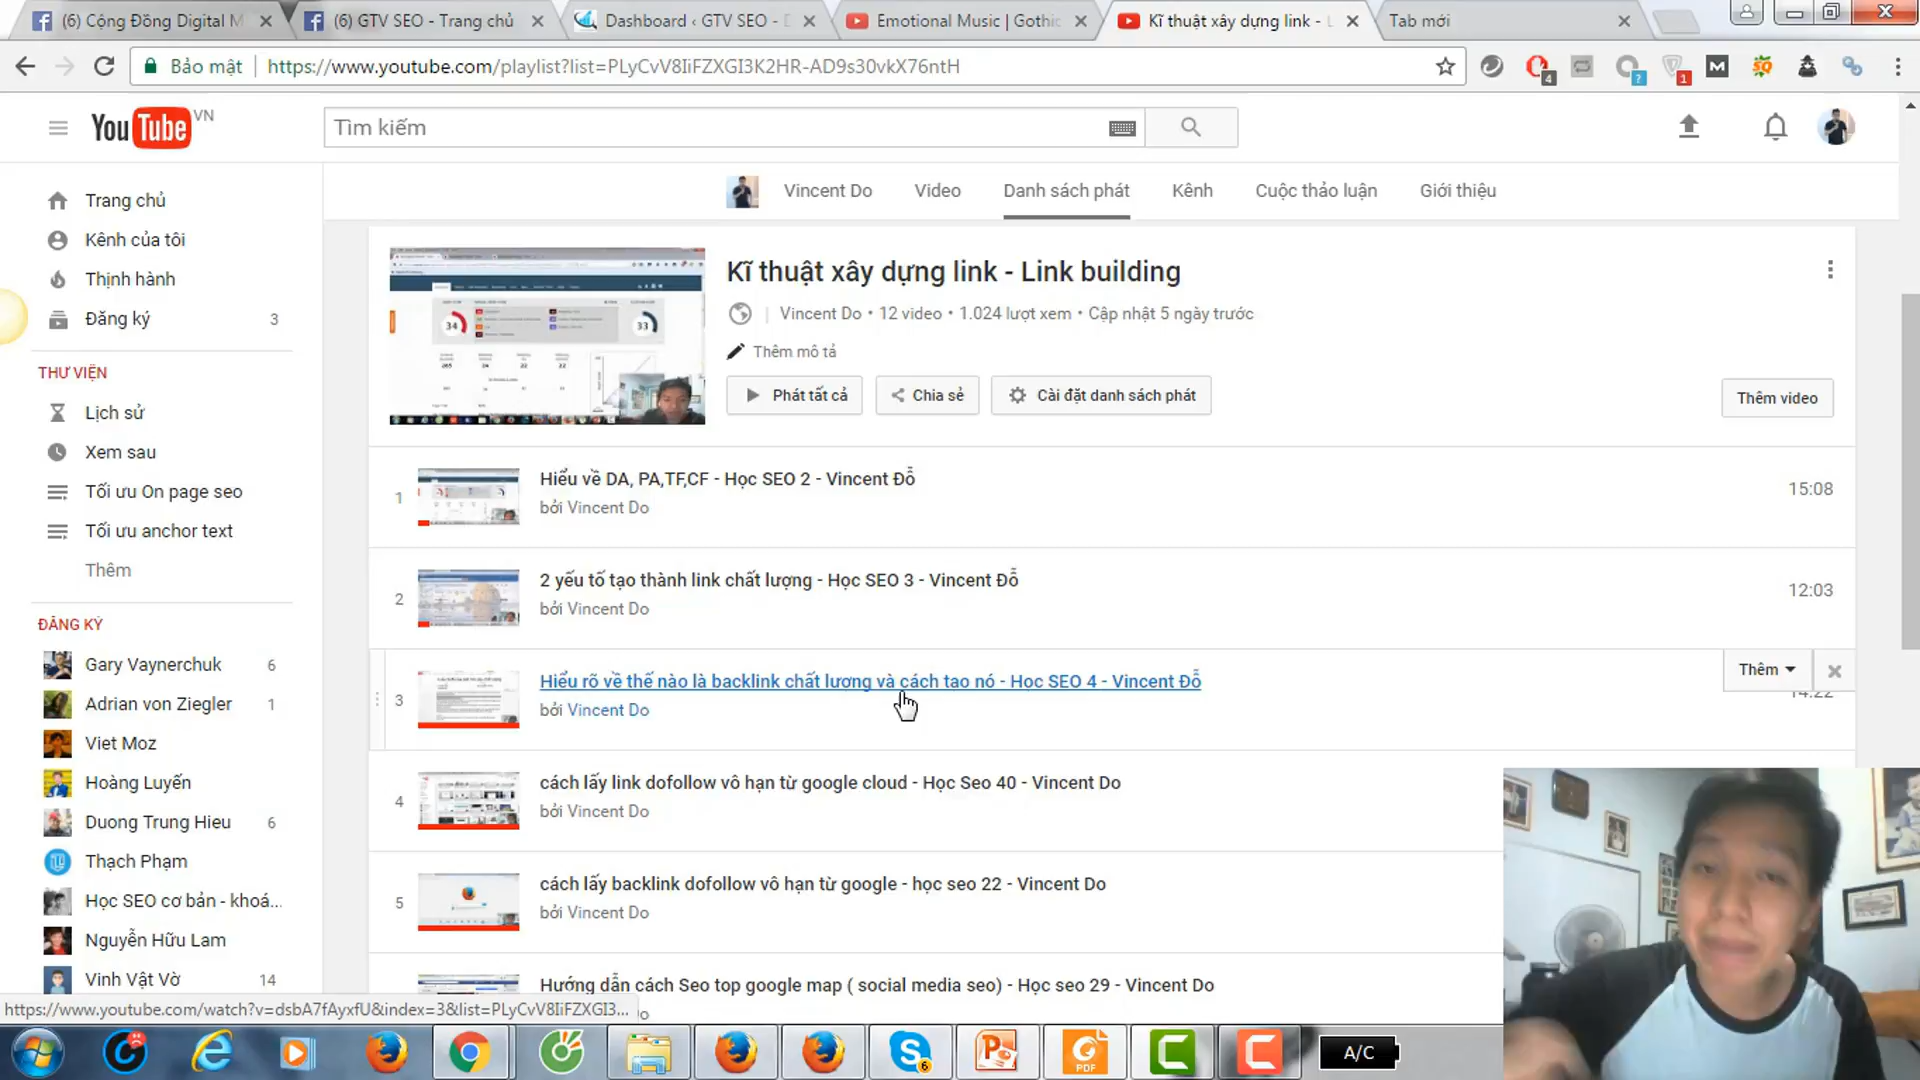 (6) Cộng Đồng Digital M
(6) GTV SEO - Trang chủ
Dashboard ‹ GTV SEO - D
Emotional Music | Gothic
Kĩ thuật xây dựng link - L
Tab mới
Bảo mật
https://www.youtube.com/playlist?list=PLyCvV8IiFZXGI3K2HR-AD9s30vkX76ntH
4
?
1
M
YouTube VN
Tìm kiếm
Vincent Do
Video
Danh sách phát
Kênh
Cuộc thảo luận
Giới thiệu
Trang chủ
Kênh của tôi
Thịnh hành
Đăng ký 3
THƯ VIỆN
Lịch sử
Xem sau
Tối ưu On page seo
Tối ưu anchor text
Thêm
ĐĂNG KÝ
Gary Vaynerchuk 6
Adrian von Ziegler 1
Viet Moz
Hoàng Luyến
Duong Trung Hieu 6
Thạch Phạm
Học SEO cơ bản - khoá...
Nguyễn Hữu Lam
Vinh Vật Vờ 14
34
33
Kĩ thuật xây dựng link - Link building
Vincent Do • 12 video • 1.024 lượt xem • Cập nhật 5 ngày trước
Thêm mô tả
Phát tất cả
Chia sẻ
Cài đặt danh sách phát
Thêm video
1
Hiểu về DA, PA,TF,CF - Học SEO 2 - Vincent Đỗ
bởi Vincent Do
15:08
2
2 yếu tố tạo thành link chất lượng - Học SEO 3 - Vincent Đỗ
bởi Vincent Do
12:03
3
Hiểu rõ về thế nào là backlink chất lương và cách tao nó - Học SEO 4 - Vincent Đỗ
bởi Vincent Do
Thêm
14:22
4
cách lấy link dofollow vô hạn từ google cloud - Học Seo 40 - Vincent Do
bởi Vincent Do
5
cách lấy backlink dofollow vô hạn từ google - học seo 22 - Vincent Do
bởi Vincent Do
Hướng dẫn cách Seo top google map ( social media seo) - Học seo 29 - Vincent Do
https://www.youtube.com/watch?v=dsbA7fAyxfU&index=3&list=PLyCvV8IiFZXGI3...
6
PDF
A/C